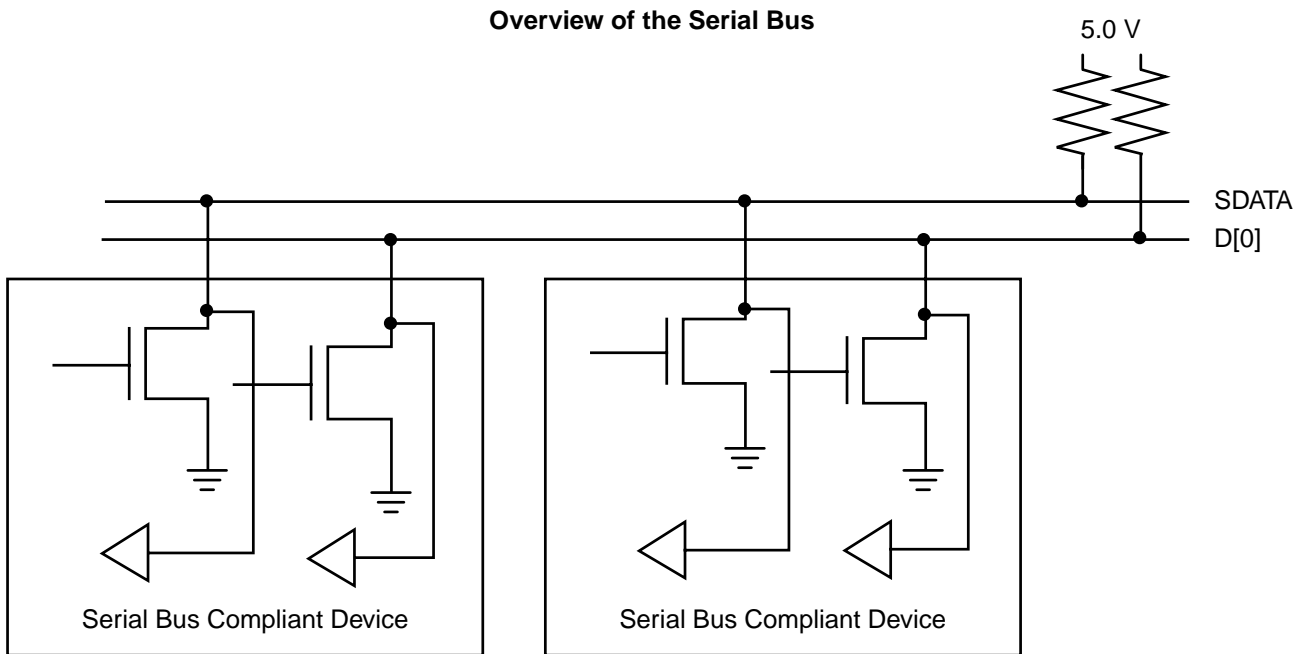 Overview of the Serial Bus
5.0 V
SDATA
D[0]
Serial Bus Compliant Device
Serial Bus Compliant Device